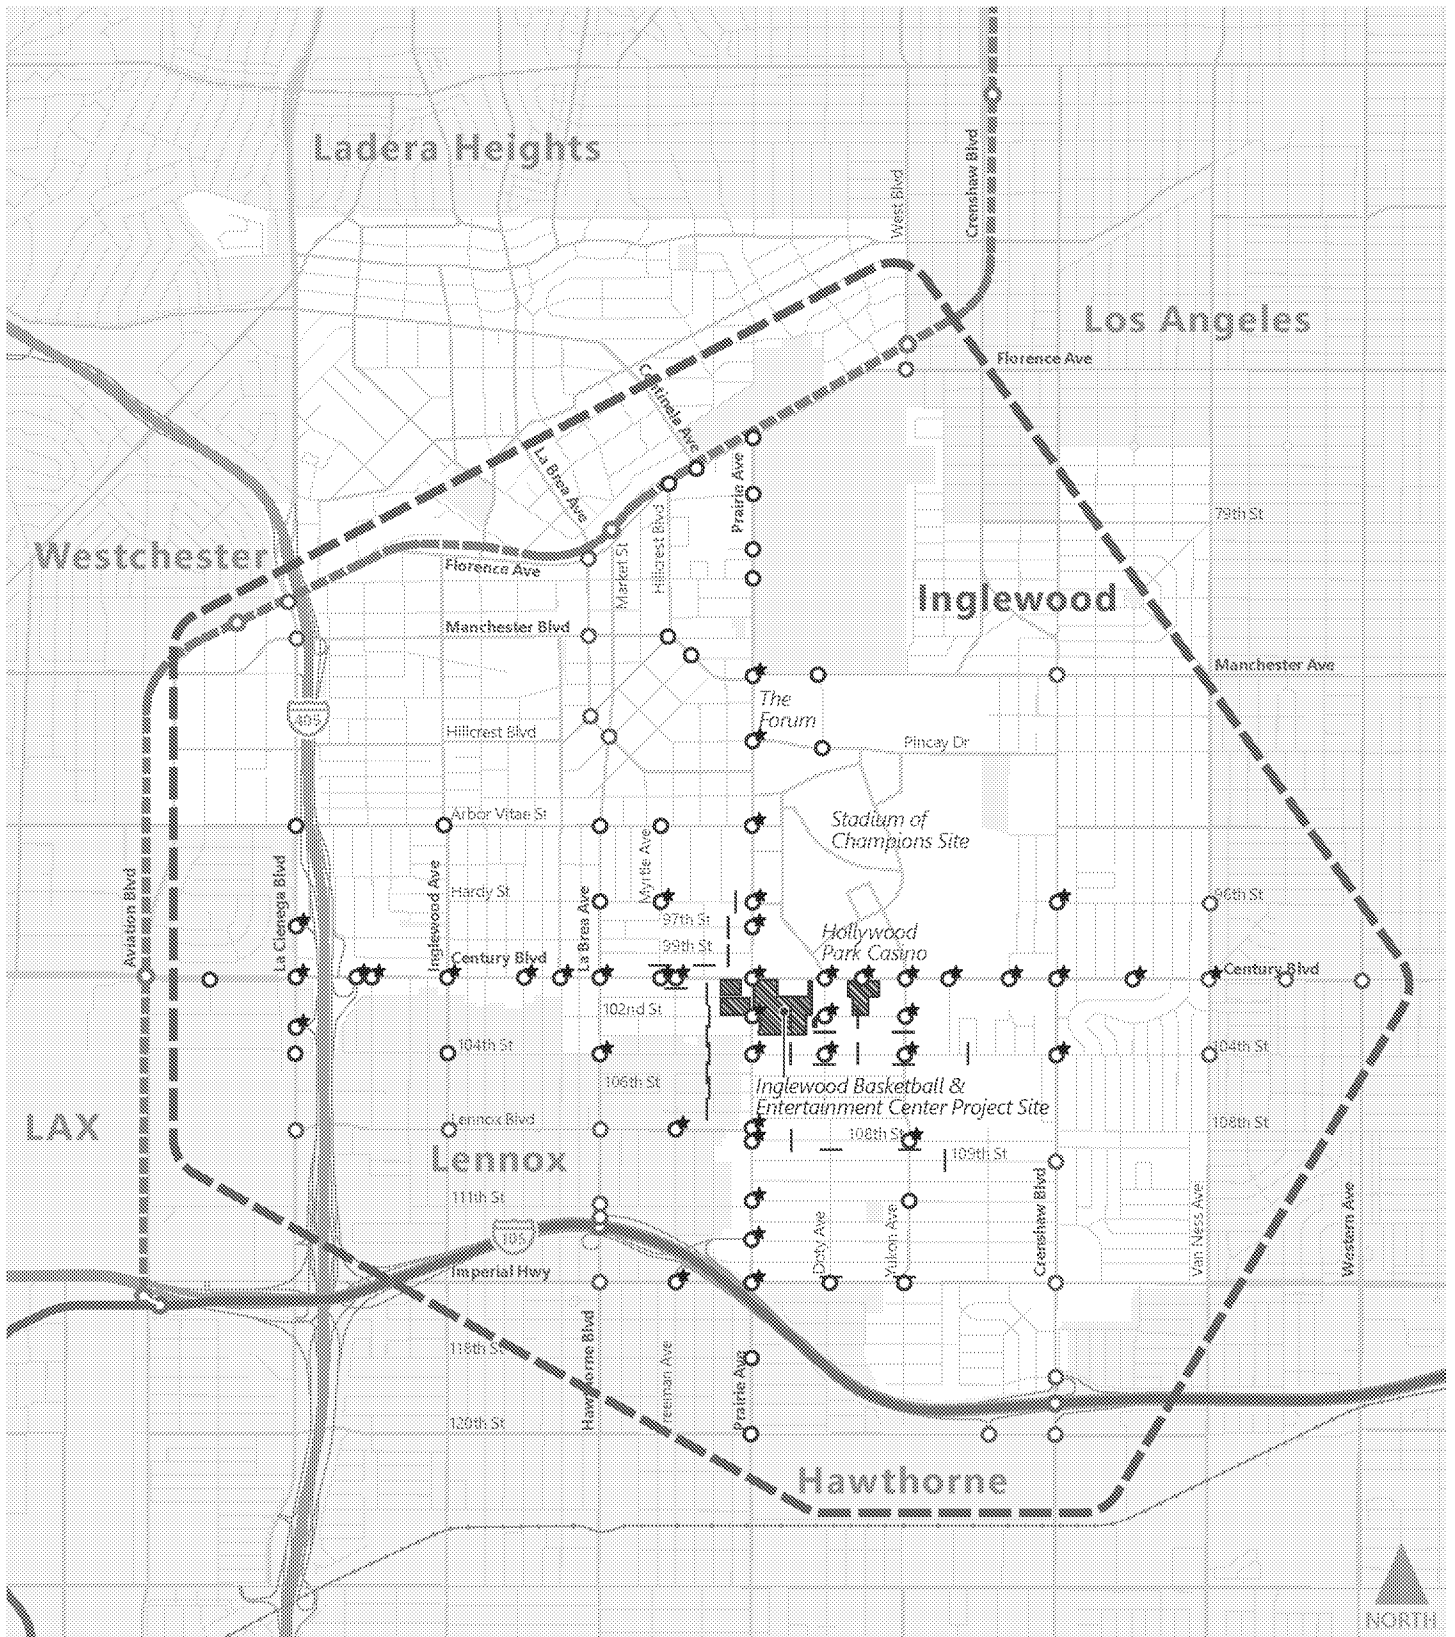 Ladera Heights
West Blvd
Crenshaw Blvd
Los Angeles
Florence Ave
Centinela Ave
La Brea Ave
Prairie Ave
79th St
Westchester
Florence Ave
Market St
Hillcrest Blvd
Inglewood
Manchester Blvd
Manchester Ave
405
The
Forum
Hillcrest Blvd
Pincay Dr
Arbor Vitae St
Stadium of
Champions Site
Aviation Blvd
La Cienega Blvd
Inglewood Ave
Hardy St
La Brea Ave
Myrtle Ave
97th St
96th St
99th St
Hollywood
Park Casino
Century Blvd
Century Blvd
102nd St
104th St
104th St
106th St
Inglewood Basketball &
Entertainment Center Project Site
LAX
Lennox Blvd
108th St
108th St
109th St
Lennox
111th St
Doty Ave
Yukon Ave
Crenshaw Blvd
Van Ness Ave
Western Ave
105
Imperial Hwy
118th St
Hawthorne Blvd
Freeman Ave
Prairie Ave
120th St
Hawthorne
NORTH